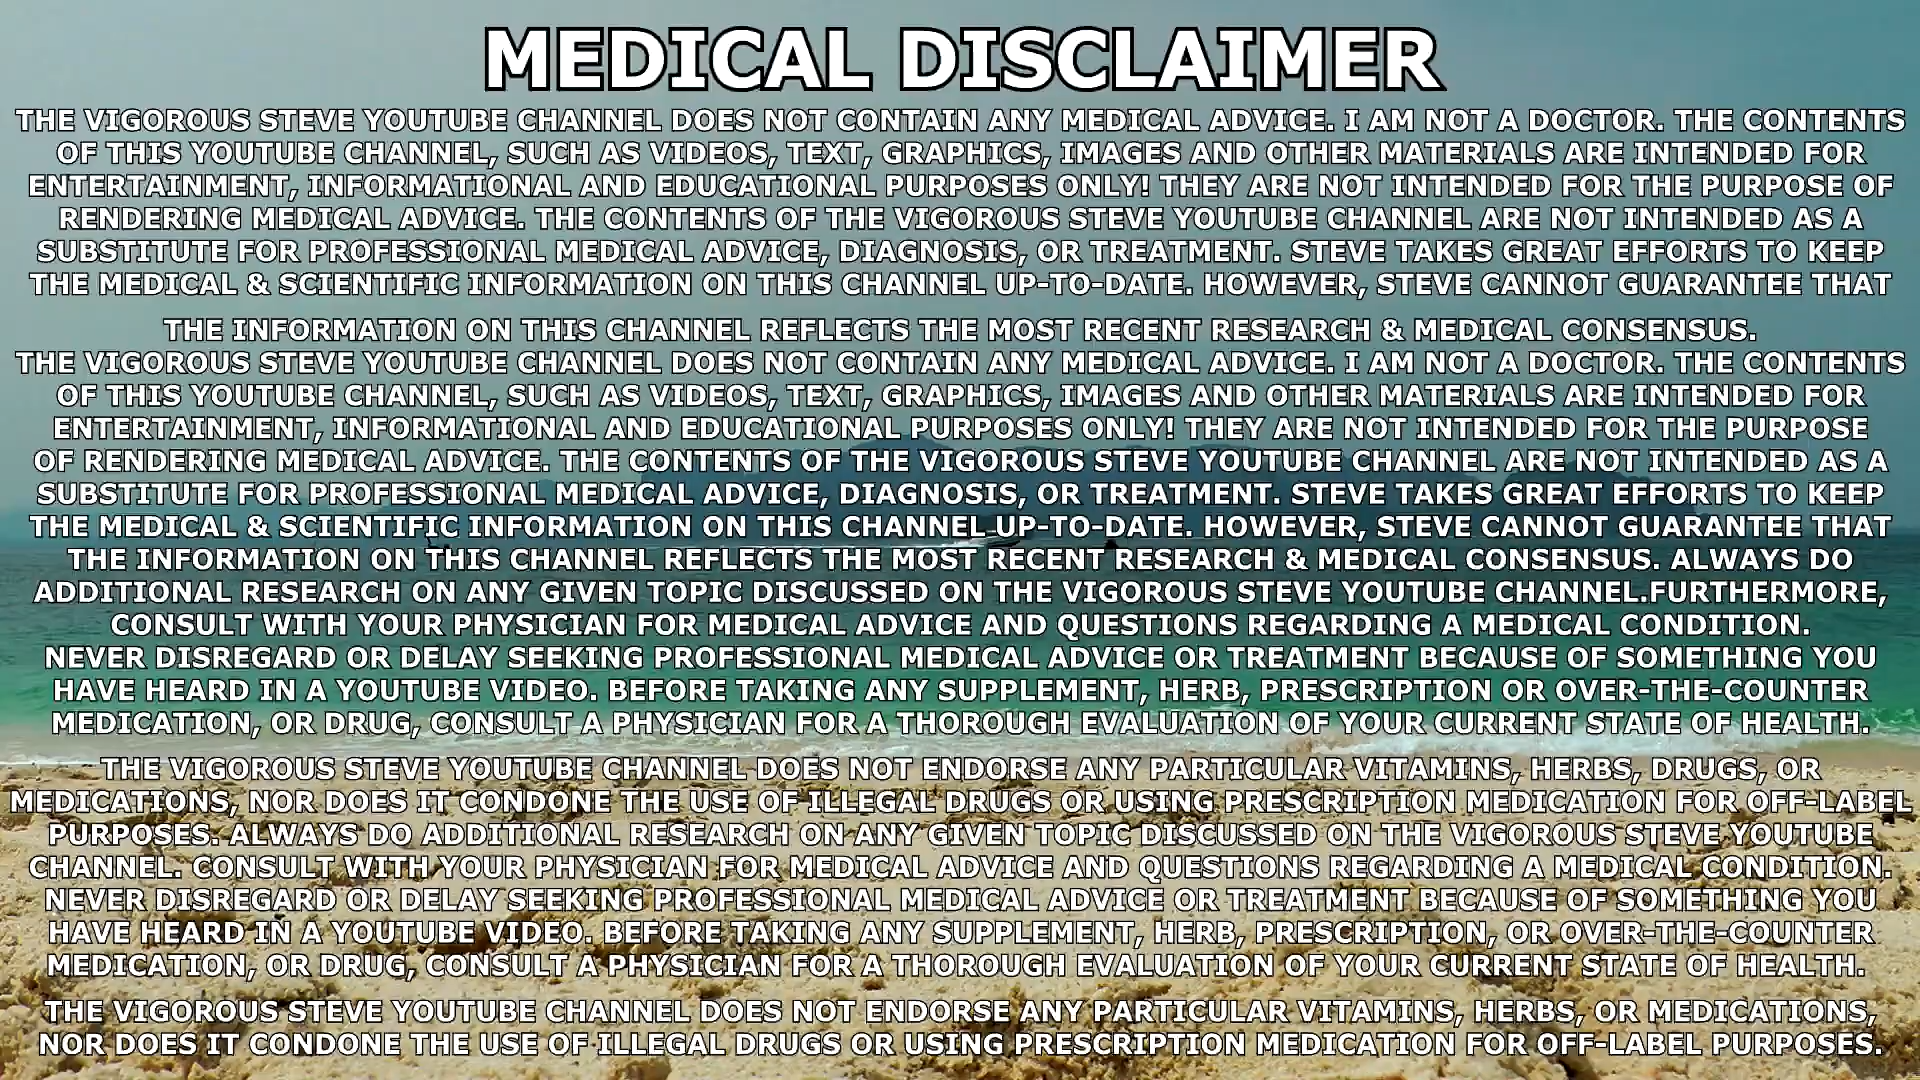 MEDICAL DISCLAIMER
THE VIGOROUS STEVE YOUTUBE CHANNEL DOES NOT CONTAIN ANY MEDICAL ADVICE. I AM NOT A DOCTOR. THE CONTENTS
OF THIS YOUTUBE CHANNEL, SUCH AS VIDEOS, TEXT, GRAPHICS, IMAGES AND OTHER MATERIALS ARE INTENDED FOR
ENTERTAINMENT, INFORMATIONAL AND EDUCATIONAL PURPOSES ONLY! THEY ARE NOT INTENDED FOR THE PURPOSE OF
RENDERING MEDICAL ADVICE. THE CONTENTS OF THE VIGOROUS STEVE YOUTUBE CHANNEL ARE NOT INTENDED AS A
SUBSTITUTE FOR PROFESSIONAL MEDICAL ADVICE, DIAGNOSIS, OR TREATMENT. STEVE TAKES GREAT EFFORTS TO KEEP
THE MEDICAL & SCIENTIFIC INFORMATION ON THIS CHANNEL UP-TO-DATE. HOWEVER, STEVE CANNOT GUARANTEE THAT
THE INFORMATION ON THIS CHANNEL REFLECTS THE MOST RECENT RESEARCH & MEDICAL CONSENSUS.
THE VIGOROUS STEVE YOUTUBE CHANNEL DOES NOT CONTAIN ANY MEDICAL ADVICE. I AM NOT A DOCTOR. THE CONTENTS
OF THIS YOUTUBE CHANNEL, SUCH AS VIDEOS, TEXT, GRAPHICS, IMAGES AND OTHER MATERIALS ARE INTENDED FOR
ENTERTAINMENT, INFORMATIONAL AND EDUCATIONAL PURPOSES ONLY! THEY ARE NOT INTENDED FOR THE PURPOSE
OF RENDERING MEDICAL ADVICE. THE CONTENTS OF THE VIGOROUS STEVE YOUTUBE CHANNEL ARE NOT INTENDED AS A
SUBSTITUTE FOR PROFESSIONAL MEDICAL ADVICE, DIAGNOSIS, OR TREATMENT. STEVE TAKES GREAT EFFORTS TO KEEP
THE MEDICAL & SCIENTIFIC INFORMATION ON THIS CHANNEL UP-TO-DATE. HOWEVER, STEVE CANNOT GUARANTEE THAT
THE INFORMATION ON THIS CHANNEL REFLECTS THE MOST RECENT RESEARCH & MEDICAL CONSENSUS. ALWAYS DO
ADDITIONAL RESEARCH ON ANY GIVEN TOPIC DISCUSSED ON THE VIGOROUS STEVE YOUTUBE CHANNEL.FURTHERMORE,
CONSULT WITH YOUR PHYSICIAN FOR MEDICAL ADVICE AND QUESTIONS REGARDING A MEDICAL CONDITION.
NEVER DISREGARD OR DELAY SEEKING PROFESSIONAL MEDICAL ADVICE OR TREATMENT BECAUSE OF SOMETHING YOU
HAVE HEARD IN A YOUTUBE VIDEO. BEFORE TAKING ANY SUPPLEMENT, HERB, PRESCRIPTION OR OVER-THE-COUNTER
MEDICATION, OR DRUG, CONSULT A PHYSICIAN FOR A THOROUGH EVALUATION OF YOUR CURRENT STATE OF HEALTH.
THE VIGOROUS STEVE YOUTUBE CHANNEL DOES NOT ENDORSE ANY PARTICULAR VITAMINS, HERBS, DRUGS, OR
MEDICATIONS, NOR DOES IT CONDONE THE USE OF ILLEGAL DRUGS OR USING PRESCRIPTION MEDICATION FOR OFF-LABEL
PURPOSES. ALWAYS DO ADDITIONAL RESEARCH ON ANY GIVEN TOPIC DISCUSSED ON THE VIGOROUS STEVE YOUTUBE
CHANNEL. CONSULT WITH YOUR PHYSICIAN FOR MEDICAL ADVICE AND QUESTIONS REGARDING A MEDICAL CONDITION.
NEVER DISREGARD OR DELAY SEEKING PROFESSIONAL MEDICAL ADVICE OR TREATMENT BECAUSE OF SOMETHING YOU
HAVE HEARD IN A YOUTUBE VIDEO. BEFORE TAKING ANY SUPPLEMENT, HERB, PRESCRIPTION, OR OVER-THE-COUNTER
MEDICATION, OR DRUG, CONSULT A PHYSICIAN FOR A THOROUGH EVALUATION OF YOUR CURRENT STATE OF HEALTH.
THE VIGOROUS STEVE YOUTUBE CHANNEL DOES NOT ENDORSE ANY PARTICULAR VITAMINS, HERBS, OR MEDICATIONS,
NOR DOES IT CONDONE THE USE OF ILLEGAL DRUGS OR USING PRESCRIPTION MEDICATION FOR OFF-LABEL PURPOSES.